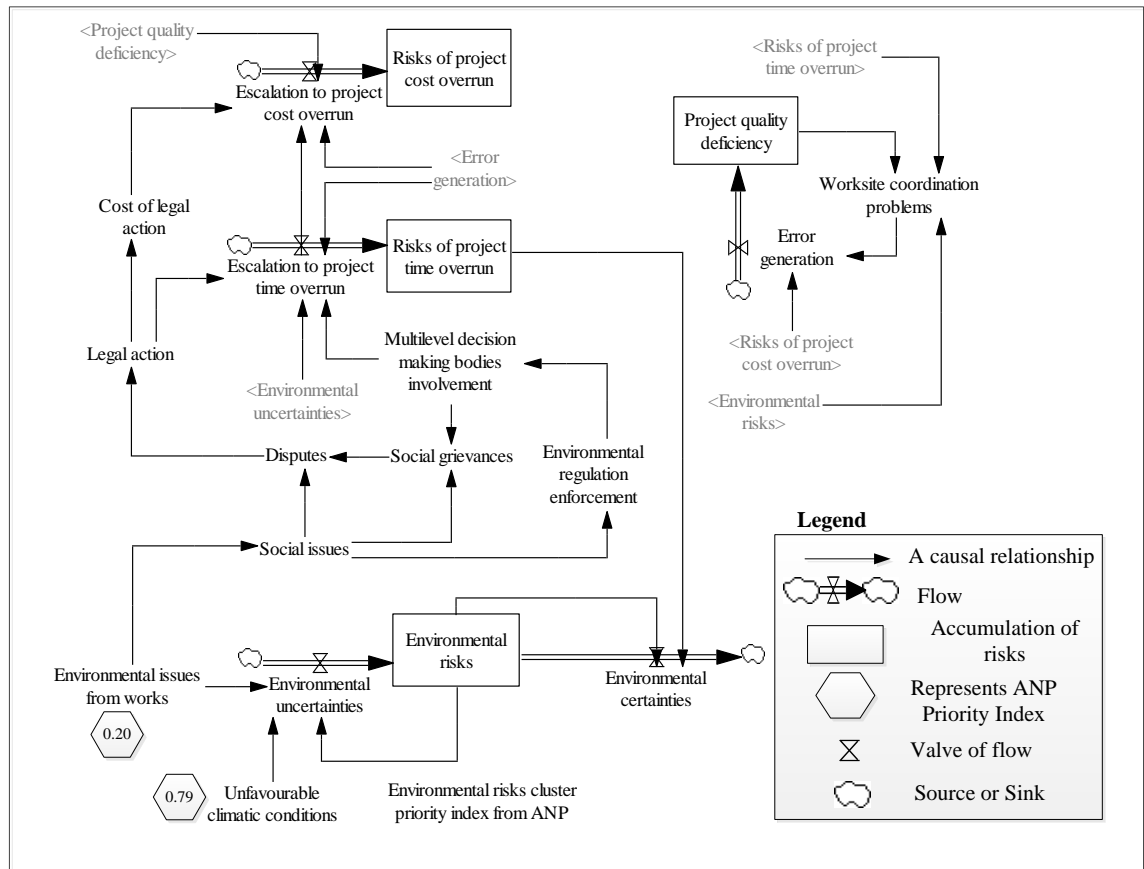 <Project quality
deficiency>
Risks of project
cost overrun
Escalation to project
cost overrun
<Error
generation>
Cost of legal
action
Risks of project
time overrun
Escalation to project
time overrun
Legal action
Multilevel decision
making bodies
involvement
<Environmental
uncertainties>
Disputes
Social grievances
Environmental
regulation
enforcement
Social issues
Environmental
risks
Environmental issues
from works
Environmental
uncertainties
Environmental
certainties
0.20
0.79
Unfavourable
climatic conditions
Environmental risks cluster
priority index from ANP
<Risks of project
time overrun>
Project quality
deficiency
Worksite coordination
problems
Error
generation
<Risks of project
cost overrun>
<Environmental
risks>
Legend
A causal relationship
Flow
Accumulation of
risks
Represents ANP
Priority Index
Valve of flow
Source or Sink